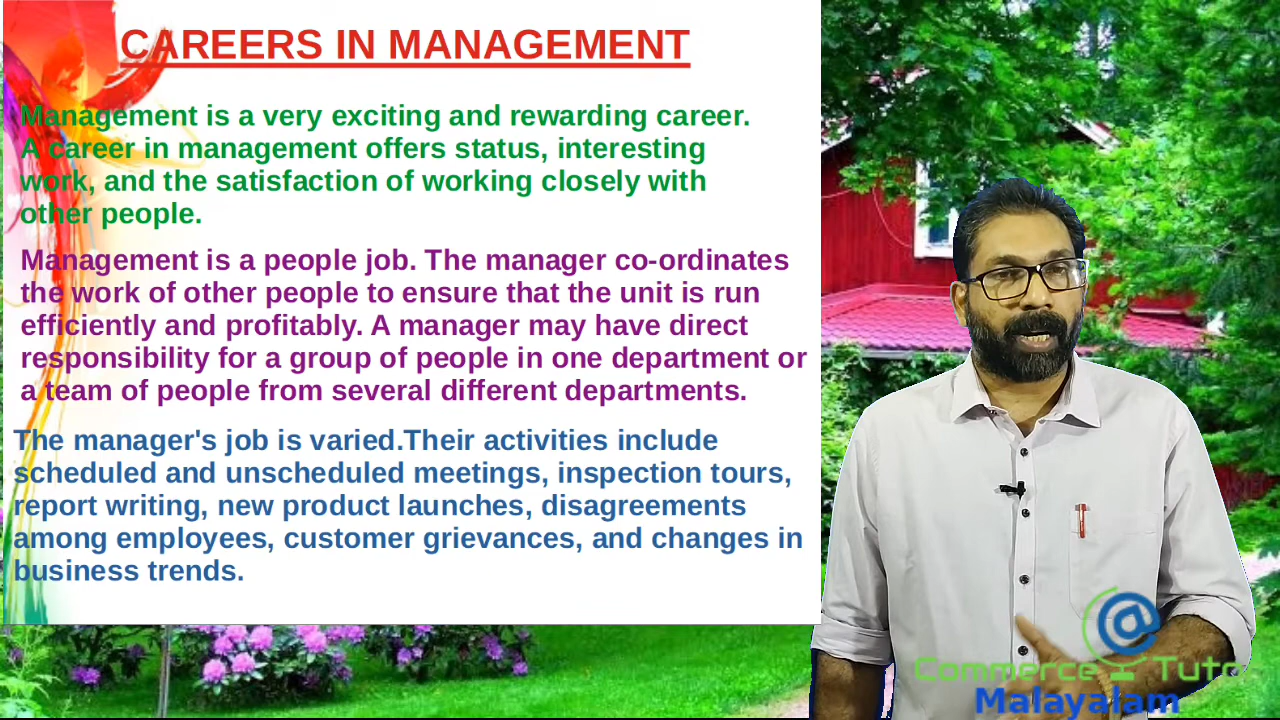 CAREERS IN MANAGEMENT
Management is a very exciting and rewarding career.
A career in management offers status, interesting
work, and the satisfaction of working closely with
other people.
Management is a people job. The manager co-ordinates
the work of other people to ensure that the unit is run
efficiently and profitably. A manager may have direct
responsibility for a group of people in one department or
a team of people from several different departments.
The manager's job is varied.Their activities include
scheduled and unscheduled meetings, inspection tours,
report writing, new product launches, disagreements
among employees, customer grievances, and changes in
business trends.
@
Commerce Tutor
Malayalam